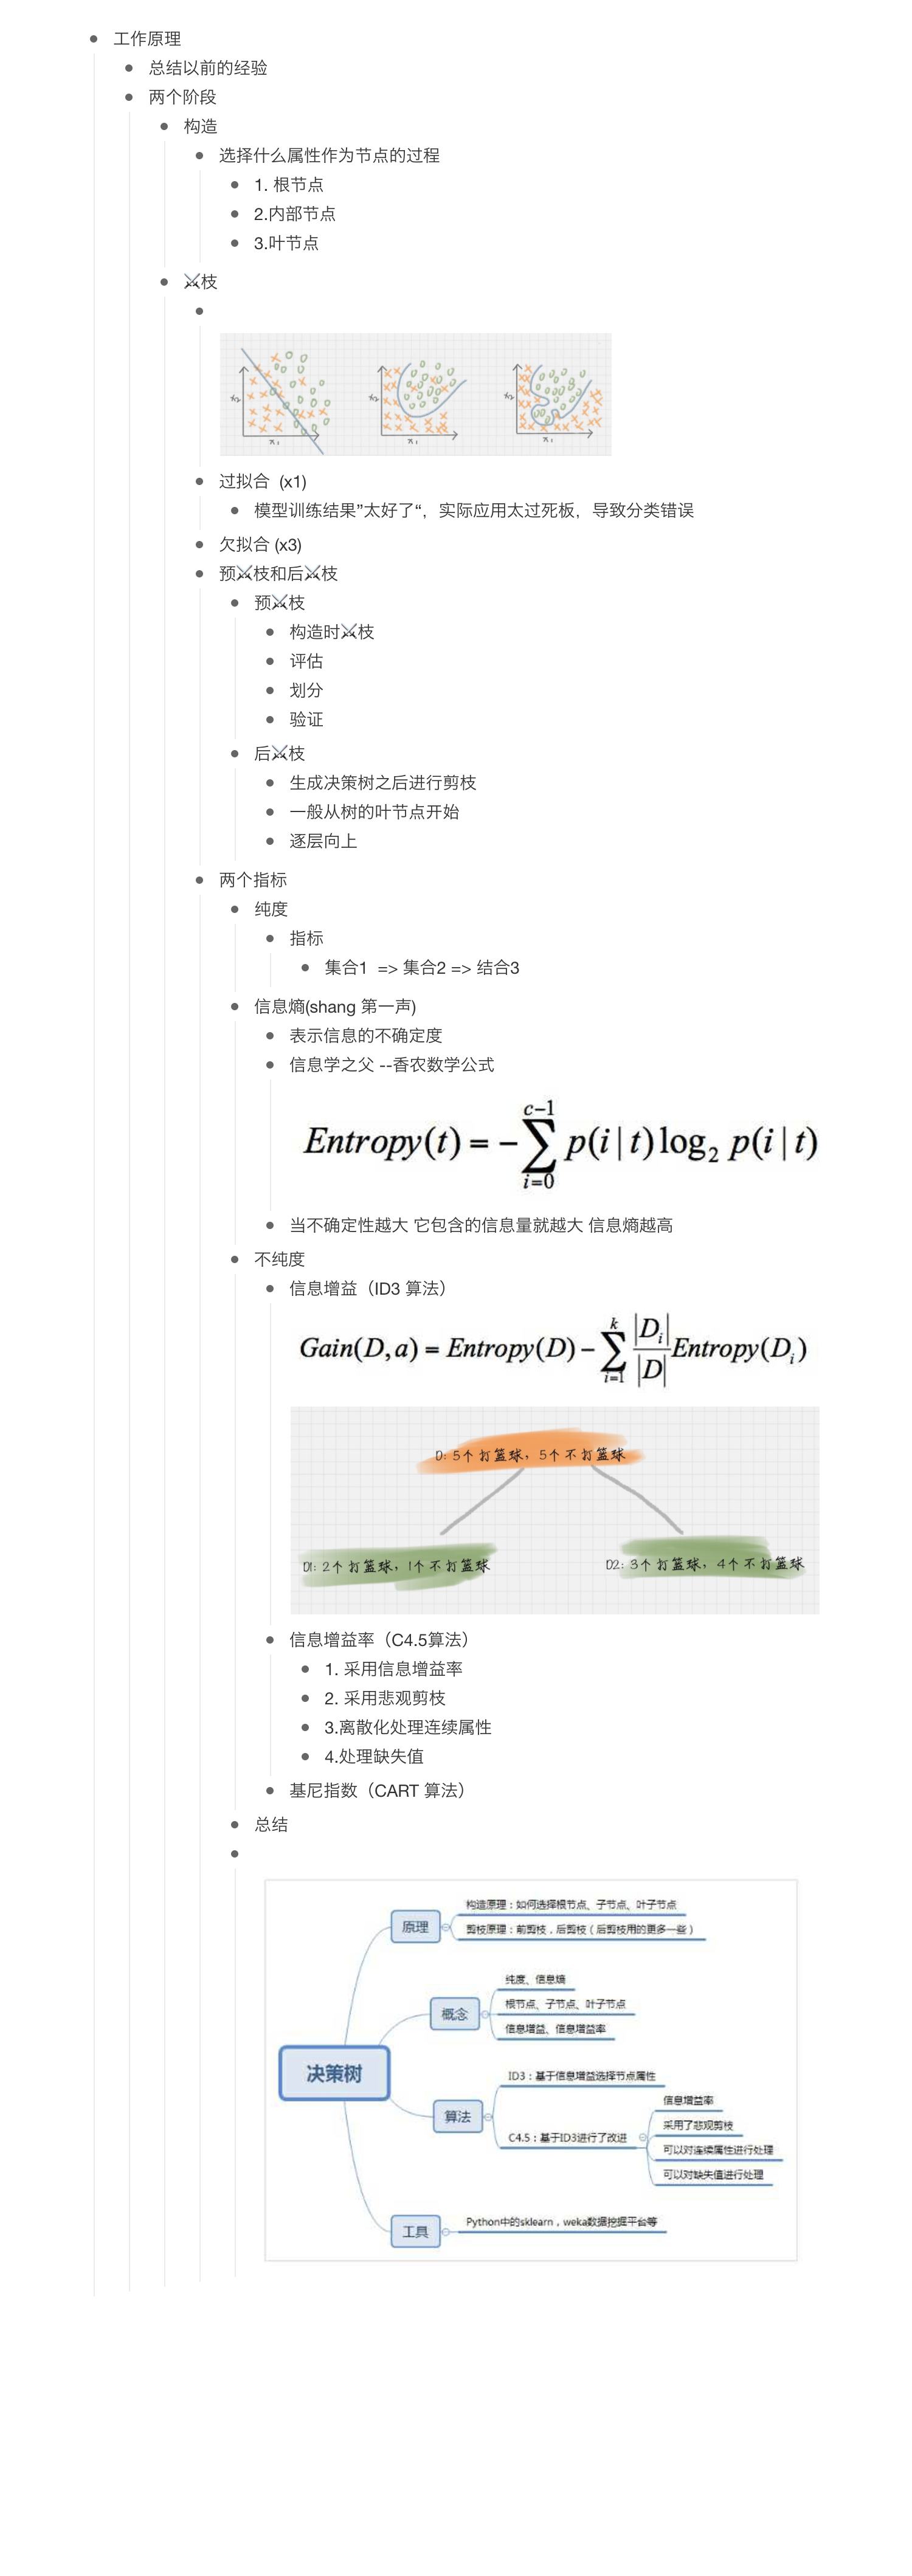 工作原理
总结以前的经验
两个阶段
构造
选择什么属性作为节点的过程
1. 根节点
2.内部节点
3.叶节点
⚔枝
x2
x1
x2
x1
x2
x1
过拟合 (x1)
模型训练结果”太好了“，实际应用太过死板，导致分类错误
欠拟合 (x3)
预⚔枝和后⚔枝
预⚔枝
构造时⚔枝
评估
划分
验证
后⚔枝
生成决策树之后进行剪枝
一般从树的叶节点开始
逐层向上
两个指标
纯度
指标
集合1 => 集合2 => 结合3
信息熵(shang 第一声)
表示信息的不确定度
信息学之父 --香农数学公式
Entropy(t) = −∑_{i=0}^{c−1} p(i | t) log₂ p(i | t)
当不确定性越大 它包含的信息量就越大 信息熵越高
不纯度
信息增益（ID3 算法）
Gain(D,a) = Entropy(D) − ∑_{i=1}^{k} |D_i|/|D| Entropy(D_i)
D: 5个打篮球，5个不打篮球
D1: 2个打篮球，1个不打篮球
D2: 3个打篮球，4个不打篮球
信息增益率（C4.5算法）
1. 采用信息增益率
2. 采用悲观剪枝
3.离散化处理连续属性
4.处理缺失值
基尼指数（CART 算法）
总结
决策树
原理
构造原理：如何选择根节点、子节点、叶子节点
剪枝原理：前剪枝，后剪枝（后剪枝用的更多一些）
概念
纯度、信息熵
根节点、子节点、叶子节点
信息增益、信息增益率
算法
ID3：基于信息增益选择节点属性
C4.5：基于ID3进行了改进
信息增益率
采用了悲观剪枝
可以对连续属性进行处理
可以对缺失值进行处理
工具
Python中的sklearn，weka数据挖掘平台等